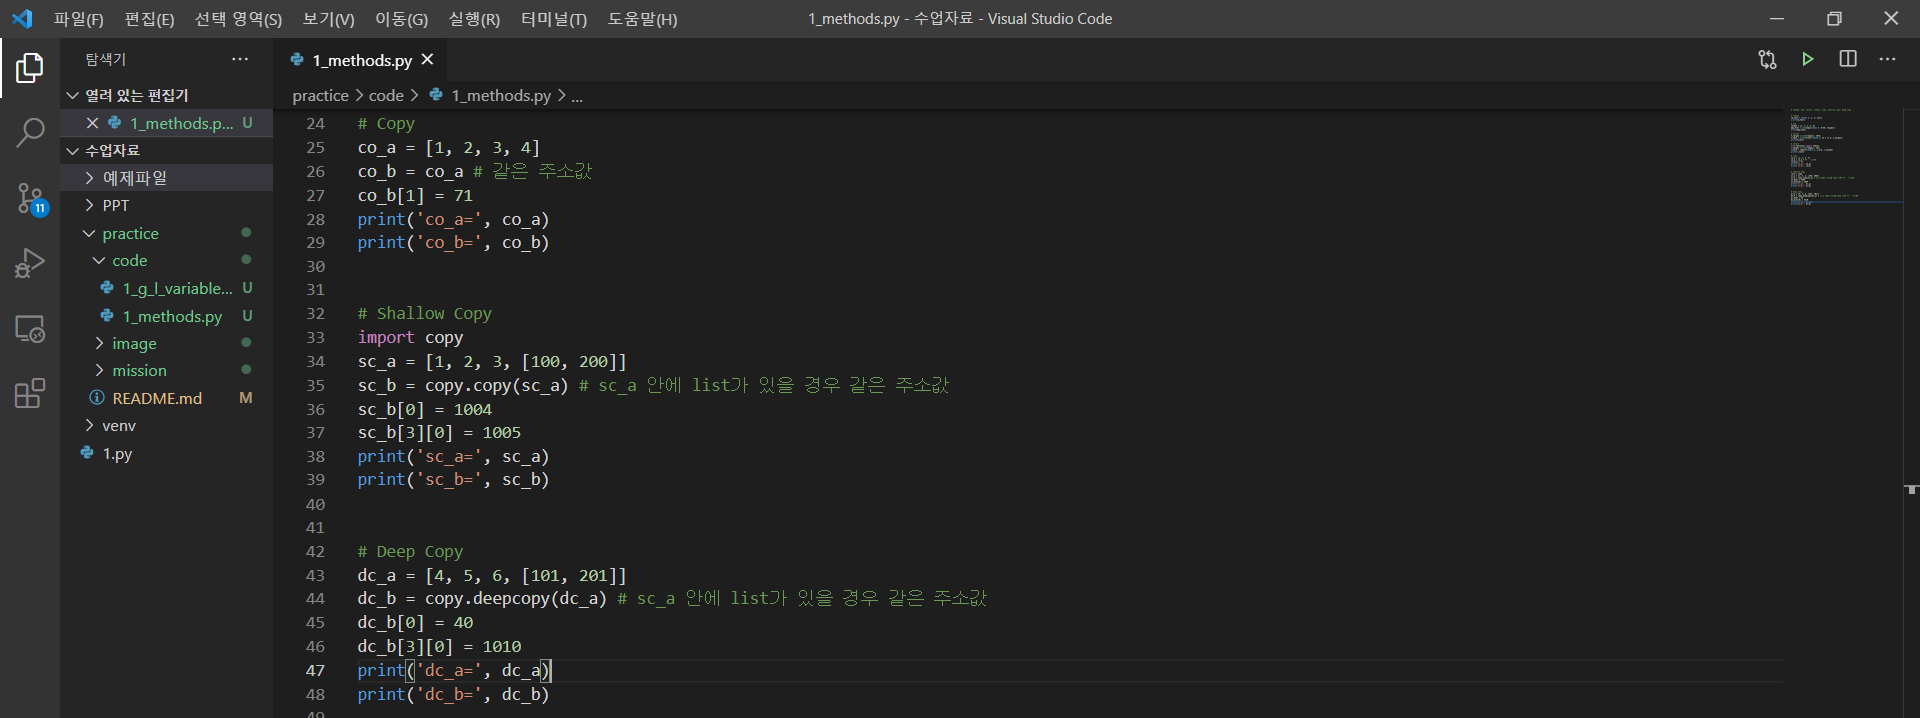 파일(F) 편집(E) 선택 영역(S) 보기(V) 이동(G) 실행(R) 터미널(T) 도움말(H) 1_methods.py - 수업자료 - Visual Studio Code
탐색기 ...
열려 있는 편집기
1_methods.p... U
수업자료
예제파일
PPT
practice
code
1_g_l_variable... U
1_methods.py U
image
mission
README.md M
venv
1.py
11
1_methods.py
practice > code > 1_methods.py > ...
24 # Copy
25 co_a = [1, 2, 3, 4]
26 co_b = co_a # 같은 주소값
27 co_b[1] = 71
28 print('co_a=', co_a)
29 print('co_b=', co_b)
30
31
32 # Shallow Copy
33 import copy
34 sc_a = [1, 2, 3, [100, 200]]
35 sc_b = copy.copy(sc_a) # sc_a 안에 list가 있을 경우 같은 주소값
36 sc_b[0] = 1004
37 sc_b[3][0] = 1005
38 print('sc_a=', sc_a)
39 print('sc_b=', sc_b)
40
41
42 # Deep Copy
43 dc_a = [4, 5, 6, [101, 201]]
44 dc_b = copy.deepcopy(dc_a) # sc_a 안에 list가 있을 경우 같은 주소값
45 dc_b[0] = 40
46 dc_b[3][0] = 1010
47 print('dc_a=', dc_a)
48 print('dc_b=', dc_b)
49